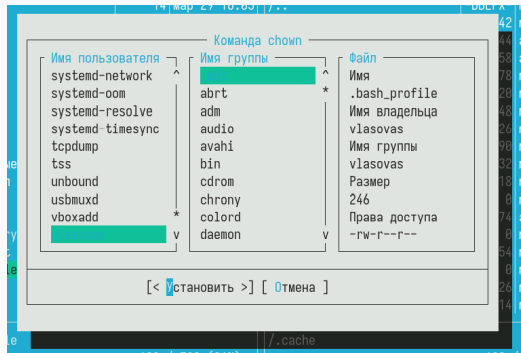 Команда chown
Имя пользователя
systemd-network
systemd-oom
systemd-resolve
systemd-timesync
tcpdump
tss
unbound
usbmuxd
vboxadd
Имя группы
abrt
adm
audio
avahi
bin
cdrom
chrony
colord
daemon
Файл
Имя
.bash_profile
Имя владельца
vlasovas
Имя группы
vlasovas
Размер
246
Права доступа
-rw-r--r--
[< Установить >] [ Отмена ]
/.cache